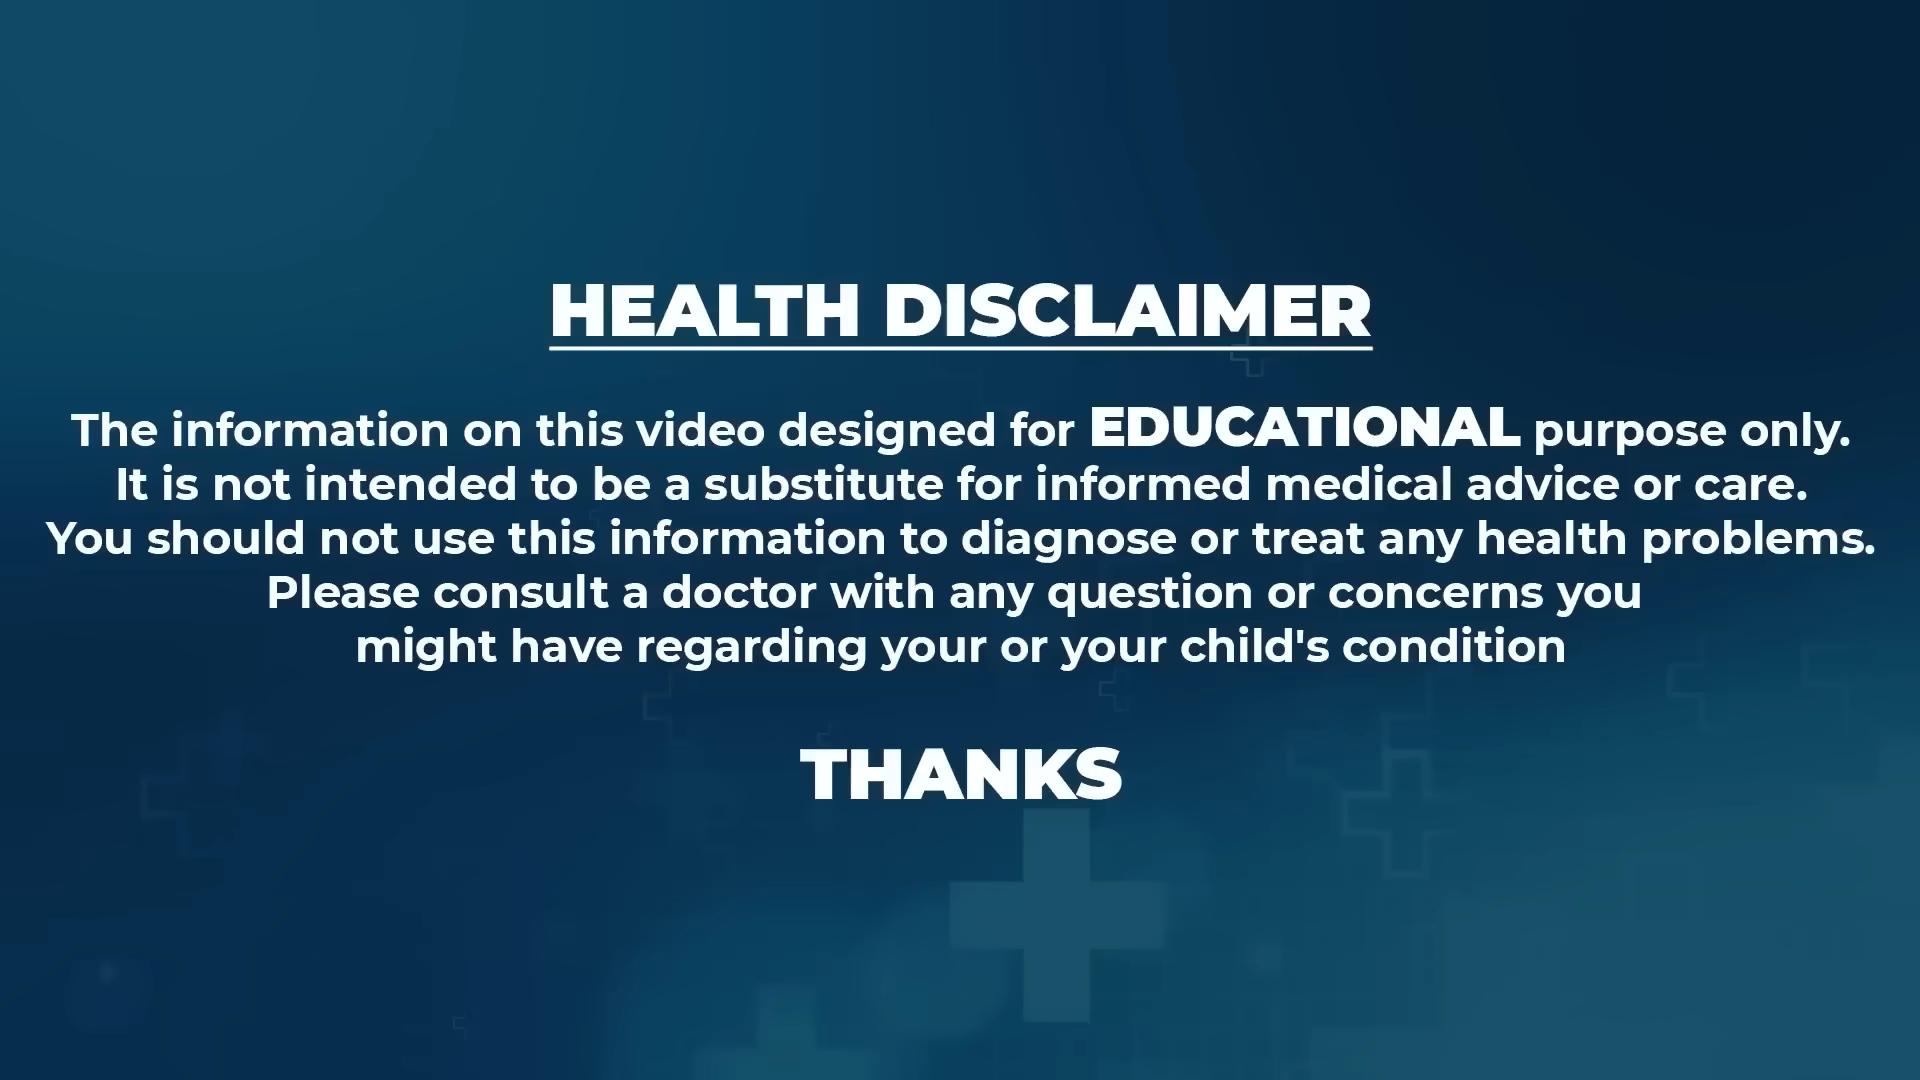 HEALTH DISCLAIMER
The information on this video designed for EDUCATIONAL purpose only.
It is not intended to be a substitute for informed medical advice or care.
You should not use this information to diagnose or treat any health problems.
Please consult a doctor with any question or concerns you
might have regarding your or your child's condition
THANKS